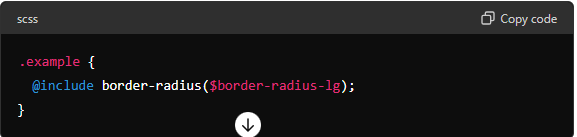 scss
Copy code
.example {
@include border-radius($border-radius-lg);
}